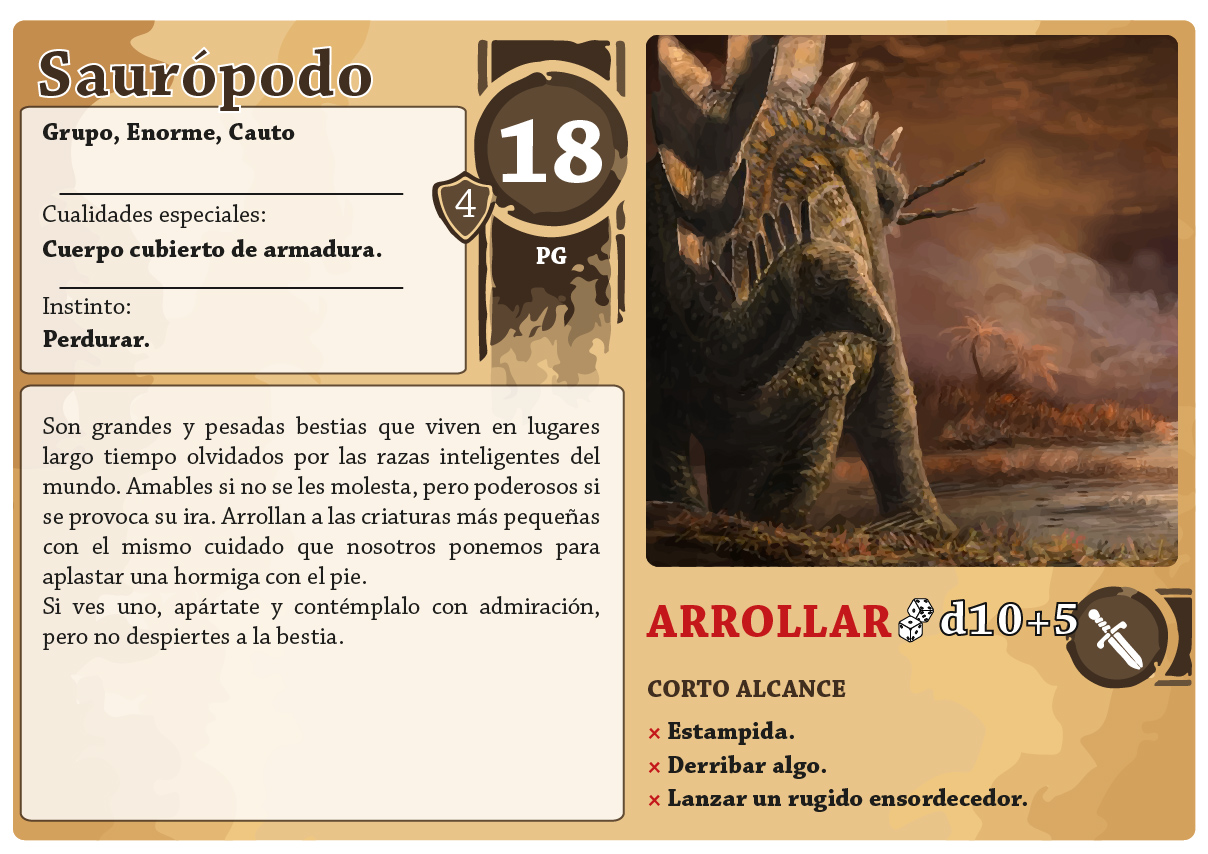 Saurópodo
Grupo, Enorme, Cauto
18
4
PG
Cualidades especiales:
Cuerpo cubierto de armadura.
Instinto:
Perdurar.
Son grandes y pesadas bestias que viven en lugares
largo tiempo olvidados por las razas inteligentes del
mundo. Amables si no se les molesta, pero poderosos si
se provoca su ira. Arrollan a las criaturas más pequeñas
con el mismo cuidado que nosotros ponemos para
aplastar una hormiga con el pie.
Si ves uno, apártate y contémplalo con admiración,
pero no despiertes a la bestia.
ARROLLAR d10+5
CORTO ALCANCE
× Estampida.
× Derribar algo.
× Lanzar un rugido ensordecedor.